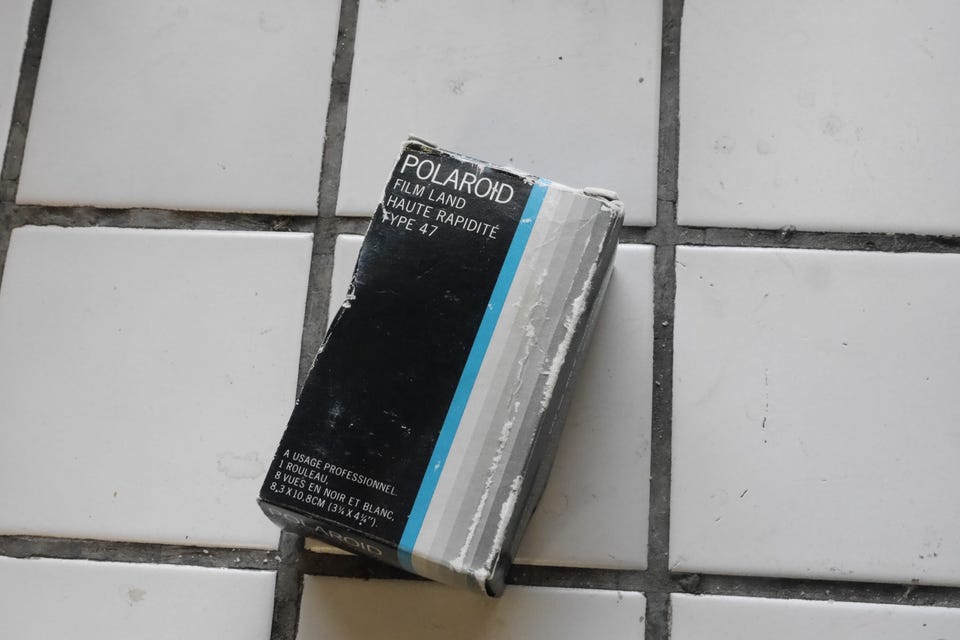 POLAROID
FILM LAND
HAUTE RAPIDITÉ
TYPE 47
A USAGE PROFESSIONNEL.
1 ROULEAU,
8 VUES EN NOIR ET BLANC,
8,3 X 10,8CM (3¼ X 4¼").
POLAROID